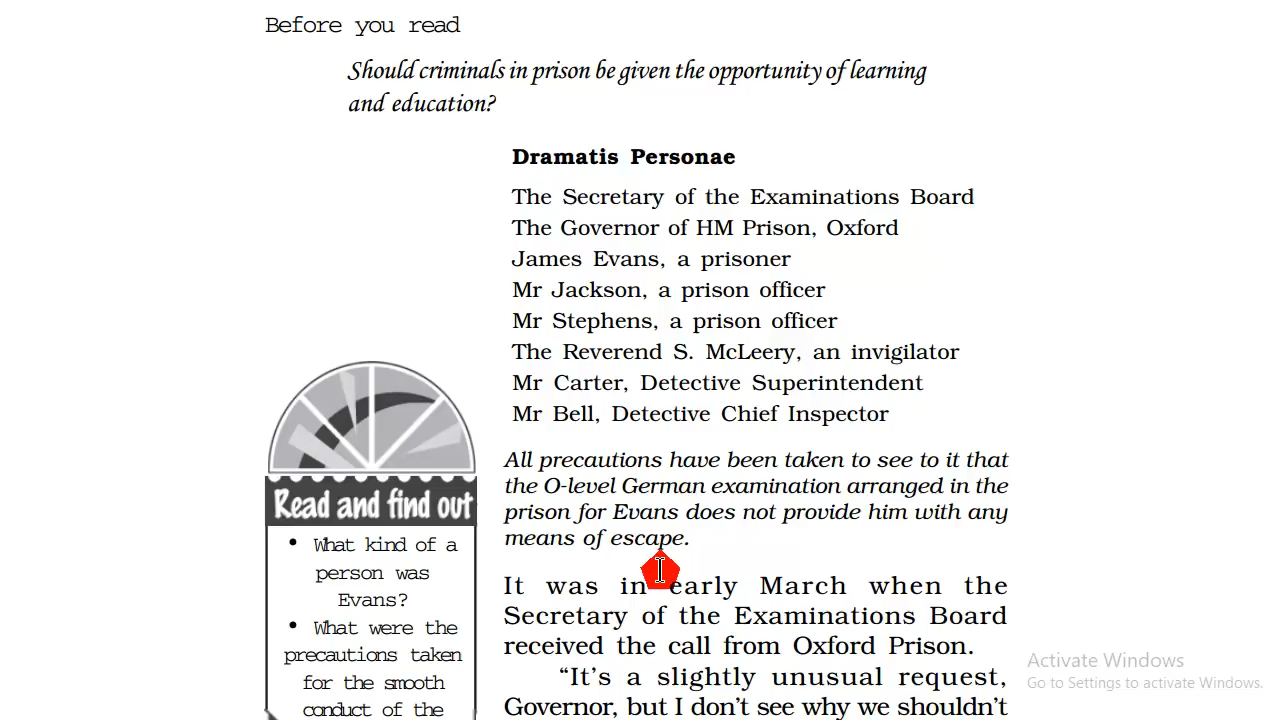 Before you read
Should criminals in prison be given the opportunity of learning
and education?
Dramatis Personae
The Secretary of the Examinations Board
The Governor of HM Prison, Oxford
James Evans, a prisoner
Mr Jackson, a prison officer
Mr Stephens, a prison officer
The Reverend S. McLeery, an invigilator
Mr Carter, Detective Superintendent
Mr Bell, Detective Chief Inspector
All precautions have been taken to see to it that
the O-level German examination arranged in the
prison for Evans does not provide him with any
means of escape.
It was in early March when the
Secretary of the Examinations Board
received the call from Oxford Prison.
“It’s a slightly unusual request,
Governor, but I don’t see why we shouldn’t
Read and find out
• What kind of a
person was
Evans?
• What were the
precautions taken
for the smooth
conduct of the
Activate Windows
Go to Settings to activate Windows.